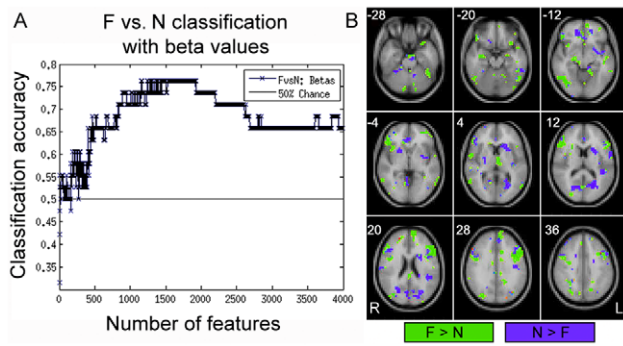 A
F vs. N classification
with beta values
Classification accuracy
0.8
0.75
0.7
0.65
0.6
0.55
0.5
0.45
0.4
0.35
FvsN: Betas
50% Chance
0
500
1000
1500
2000
2500
3000
3500
4000
Number of features
B
-28
-20
-12
-4
4
12
20
28
36
R
L
F > N
N > F